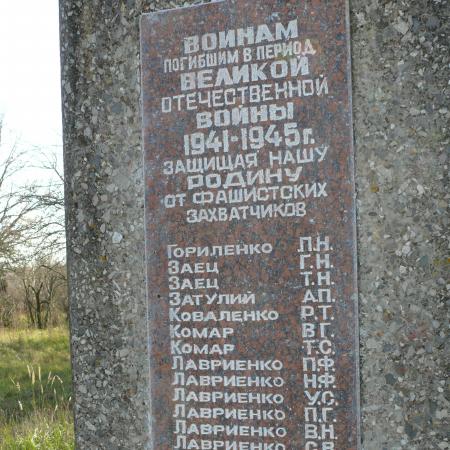 ВОИНАМ
ПОГИБШИМ В ПЕРИОД
ВЕЛИКОЙ
ОТЕЧЕСТВЕННОЙ
ВОЙНЫ
1941-1945г.
ЗАЩИЩАЯ НАШУ
РОДИНУ
ОТ ФАШИСТСКИХ
ЗАХВАТЧИКОВ
ГОРИЛЕНКО Л.Н.
ЗАЕЦ Г.Н.
ЗАЕЦ Т.Н.
ЗАТУЛИЙ А.П.
КОВАЛЕНКО Р.Т.
КОМАР В.Г.
КОМАР Т.С.
ЛАВРИЕНКО П.Ф.
ЛАВРИЕНКО Н.Ф.
ЛАВРИЕНКО У.С.
ЛАВРИЕНКО П.Г.
ЛАВРИЕНКО В.Н.
ЛАВРИЕНКО С.В.